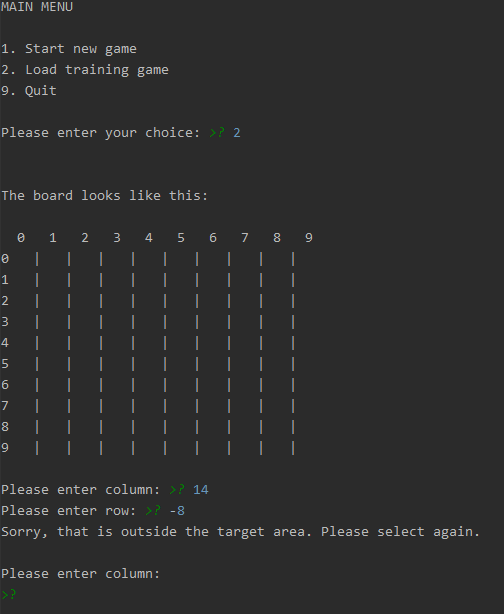 MAIN MENU
1. Start new game
2. Load training game
9. Quit
Please enter your choice: >? 2
The board looks like this:
  0   1   2   3   4   5   6   7   8   9
0   |   |   |   |   |   |   |   |   |
1   |   |   |   |   |   |   |   |   |
2   |   |   |   |   |   |   |   |   |
3   |   |   |   |   |   |   |   |   |
4   |   |   |   |   |   |   |   |   |
5   |   |   |   |   |   |   |   |   |
6   |   |   |   |   |   |   |   |   |
7   |   |   |   |   |   |   |   |   |
8   |   |   |   |   |   |   |   |   |
9   |   |   |   |   |   |   |   |   |
Please enter column: >? 14
Please enter row: >? -8
Sorry, that is outside the target area. Please select again.
Please enter column:
>?